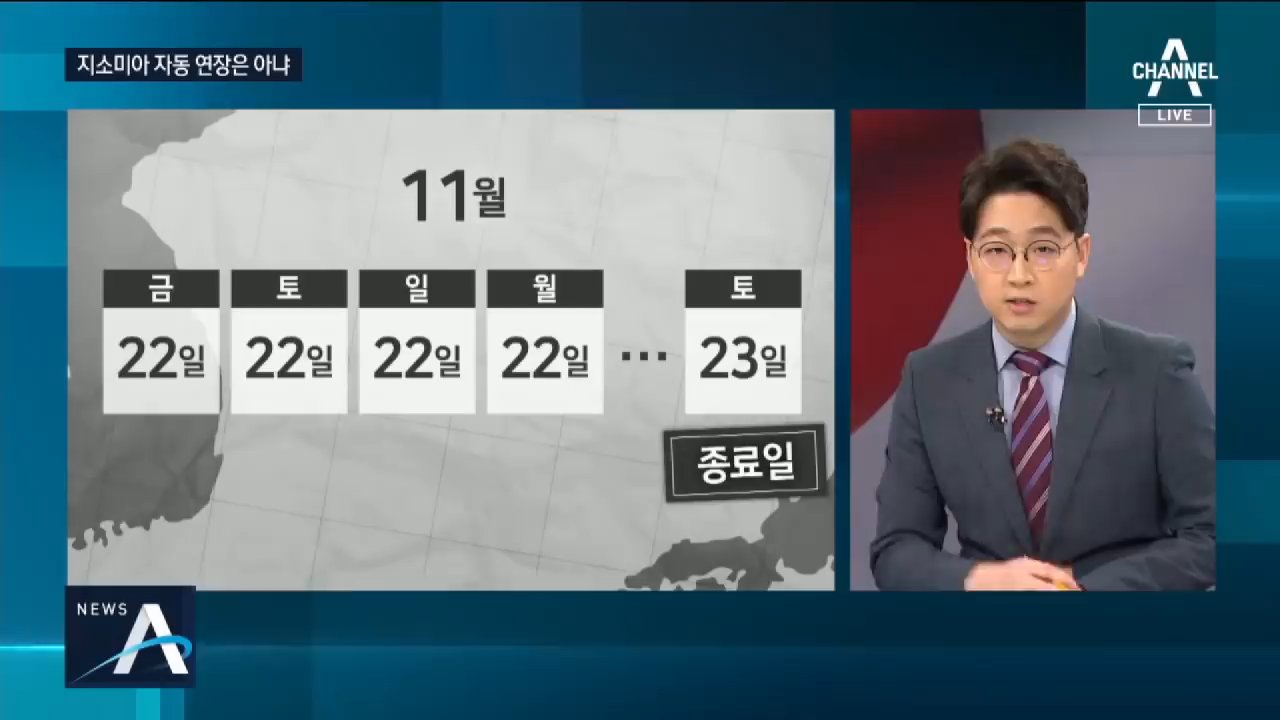 지소미아 자동 연장은 아냐
CHANNEL A
LIVE
11월
금 토 일 월 토
22일 22일 22일 22일 ··· 23일
종료일
NEWS A